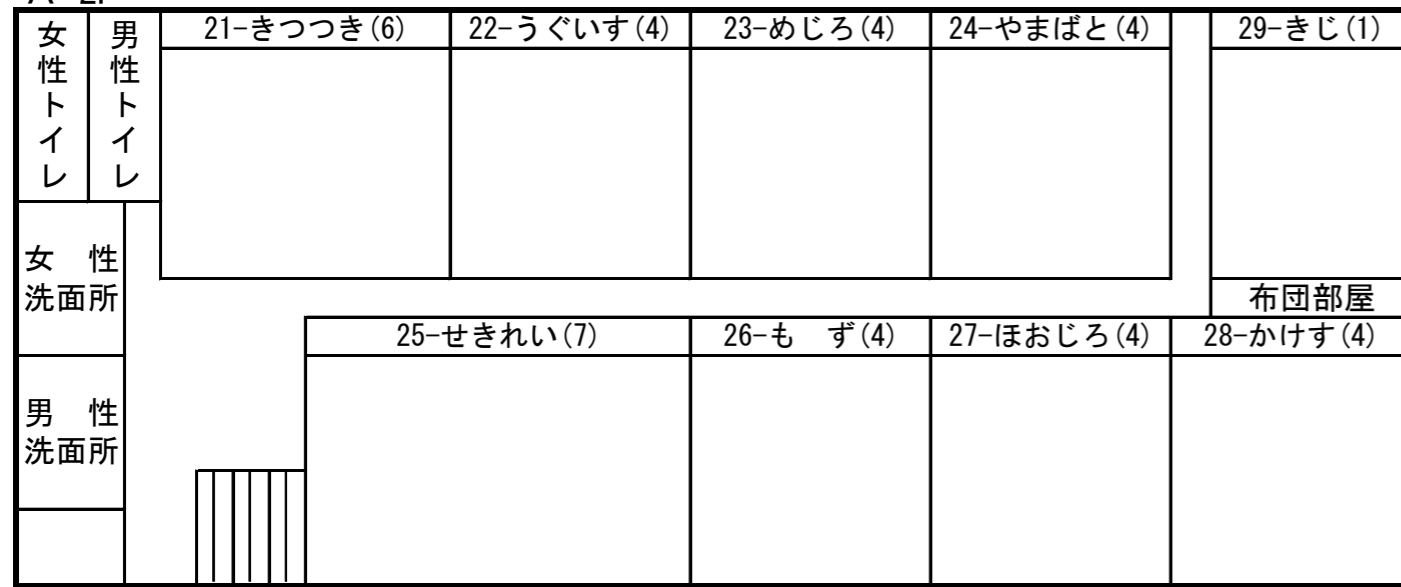 女性トイレ
男性トイレ
21-きつつき(6)
22-うぐいす(4)
23-めじろ(4)
24-やまばと(4)
29-きじ(1)
女　性
洗面所
布団部屋
25-せきれい(7)
26-も　ず(4)
27-ほおじろ(4)
28-かけす(4)
男　性
洗面所